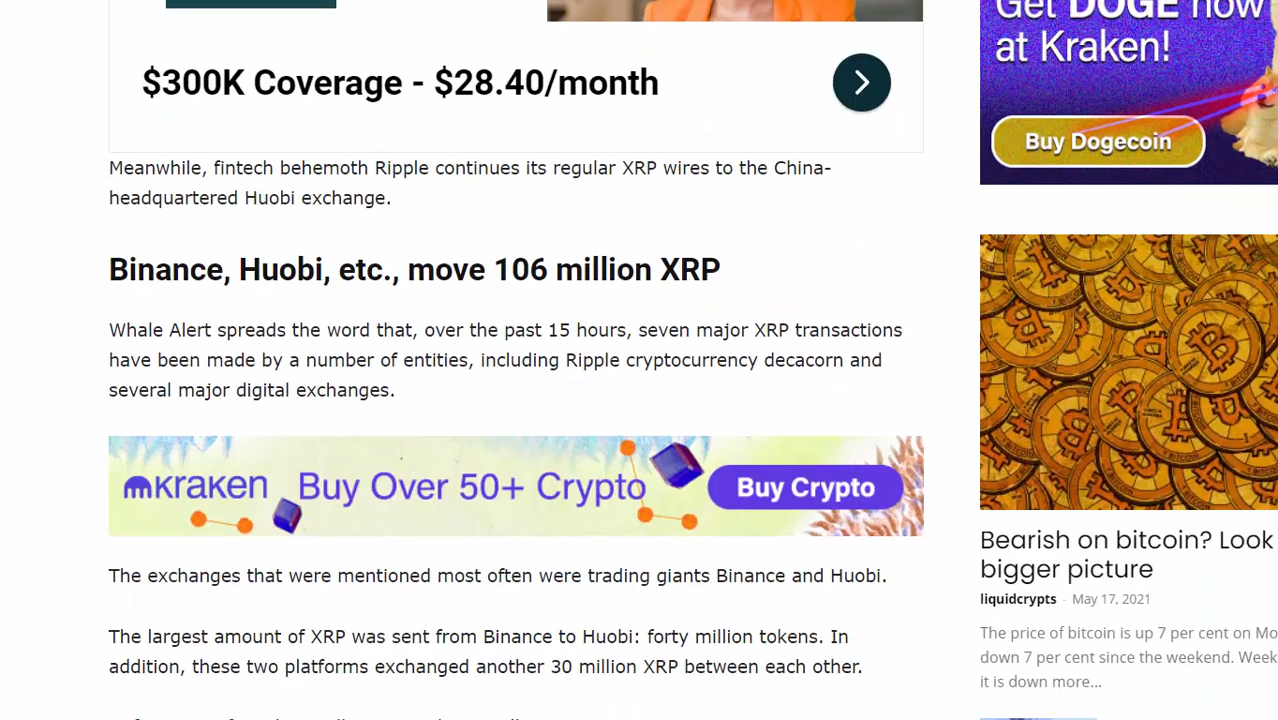 Get DOGE now
at Kraken!
$300K Coverage - $28.40/month
Buy Dogecoin
Meanwhile, fintech behemoth Ripple continues its regular XRP wires to the China-
headquartered Huobi exchange.
Binance, Huobi, etc., move 106 million XRP
Whale Alert spreads the word that, over the past 15 hours, seven major XRP transactions
have been made by a number of entities, including Ripple cryptocurrency decacorn and
several major digital exchanges.
kraken Buy Over 50+ Crypto Buy Crypto
The exchanges that were mentioned most often were trading giants Binance and Huobi.
The largest amount of XRP was sent from Binance to Huobi: forty million tokens. In
addition, these two platforms exchanged another 30 million XRP between each other.
Bearish on bitcoin? Look
bigger picture
liquidcrypts - May 17, 2021
The price of bitcoin is up 7 per cent on Mo
down 7 per cent since the weekend. Week
it is down more...